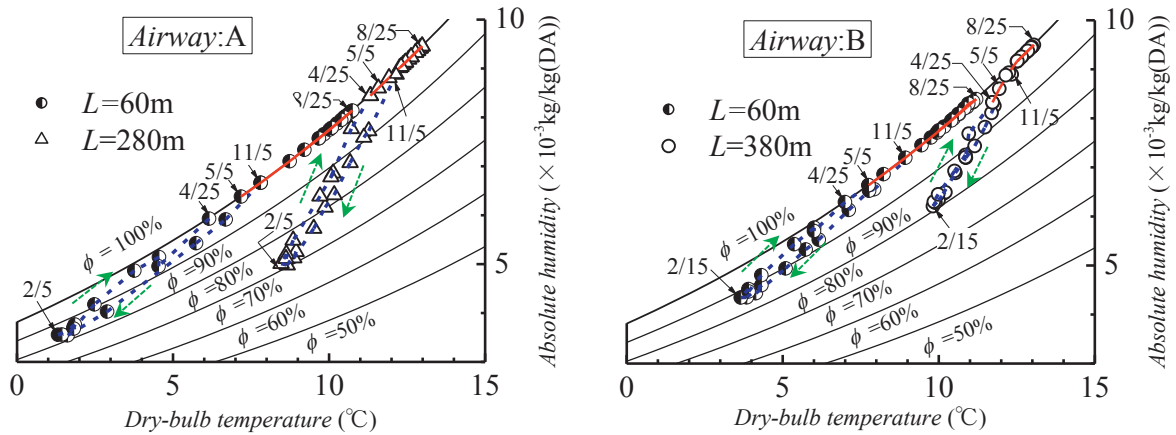 Airway:A
L=60m
L=280m
8/25
5/5
4/25
8/25
11/5
11/5
5/5
4/25
2/5
2/5
ϕ =100%
ϕ =90%
ϕ =80%
ϕ =70%
ϕ =60%
ϕ =50%
10
5
0
5
10
15
Dry-bulb temperature (℃)
Absolute humidity ( × 10⁻³kg/kg(DA))
Airway:B
L=60m
L=380m
8/25
5/5
4/25
8/25
11/5
11/5
5/5
4/25
2/15
2/15
ϕ =100%
ϕ =90%
ϕ =80%
ϕ =70%
ϕ =60%
ϕ =50%
10
5
0
5
10
15
Dry-bulb temperature (℃)
Absolute humidity ( × 10⁻³kg/kg(DA))